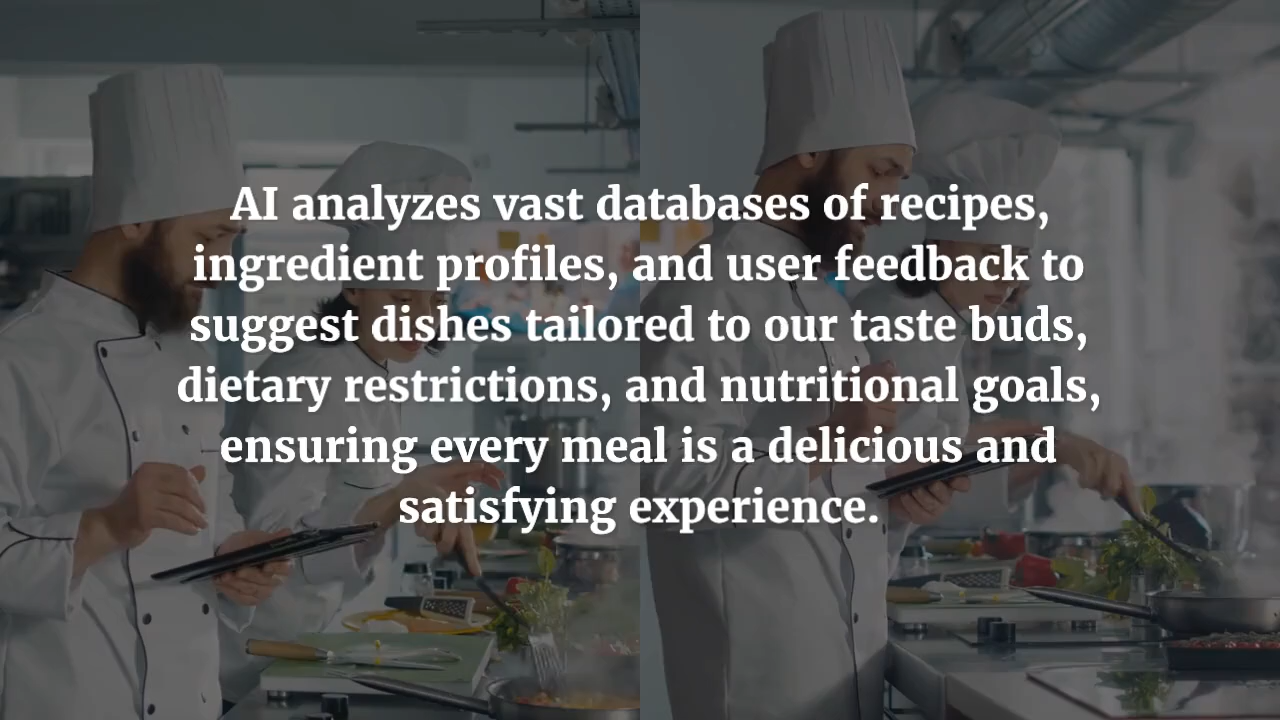 AI analyzes vast databases of recipes,
ingredient profiles, and user feedback to
suggest dishes tailored to our taste buds,
dietary restrictions, and nutritional goals,
ensuring every meal is a delicious and
satisfying experience.